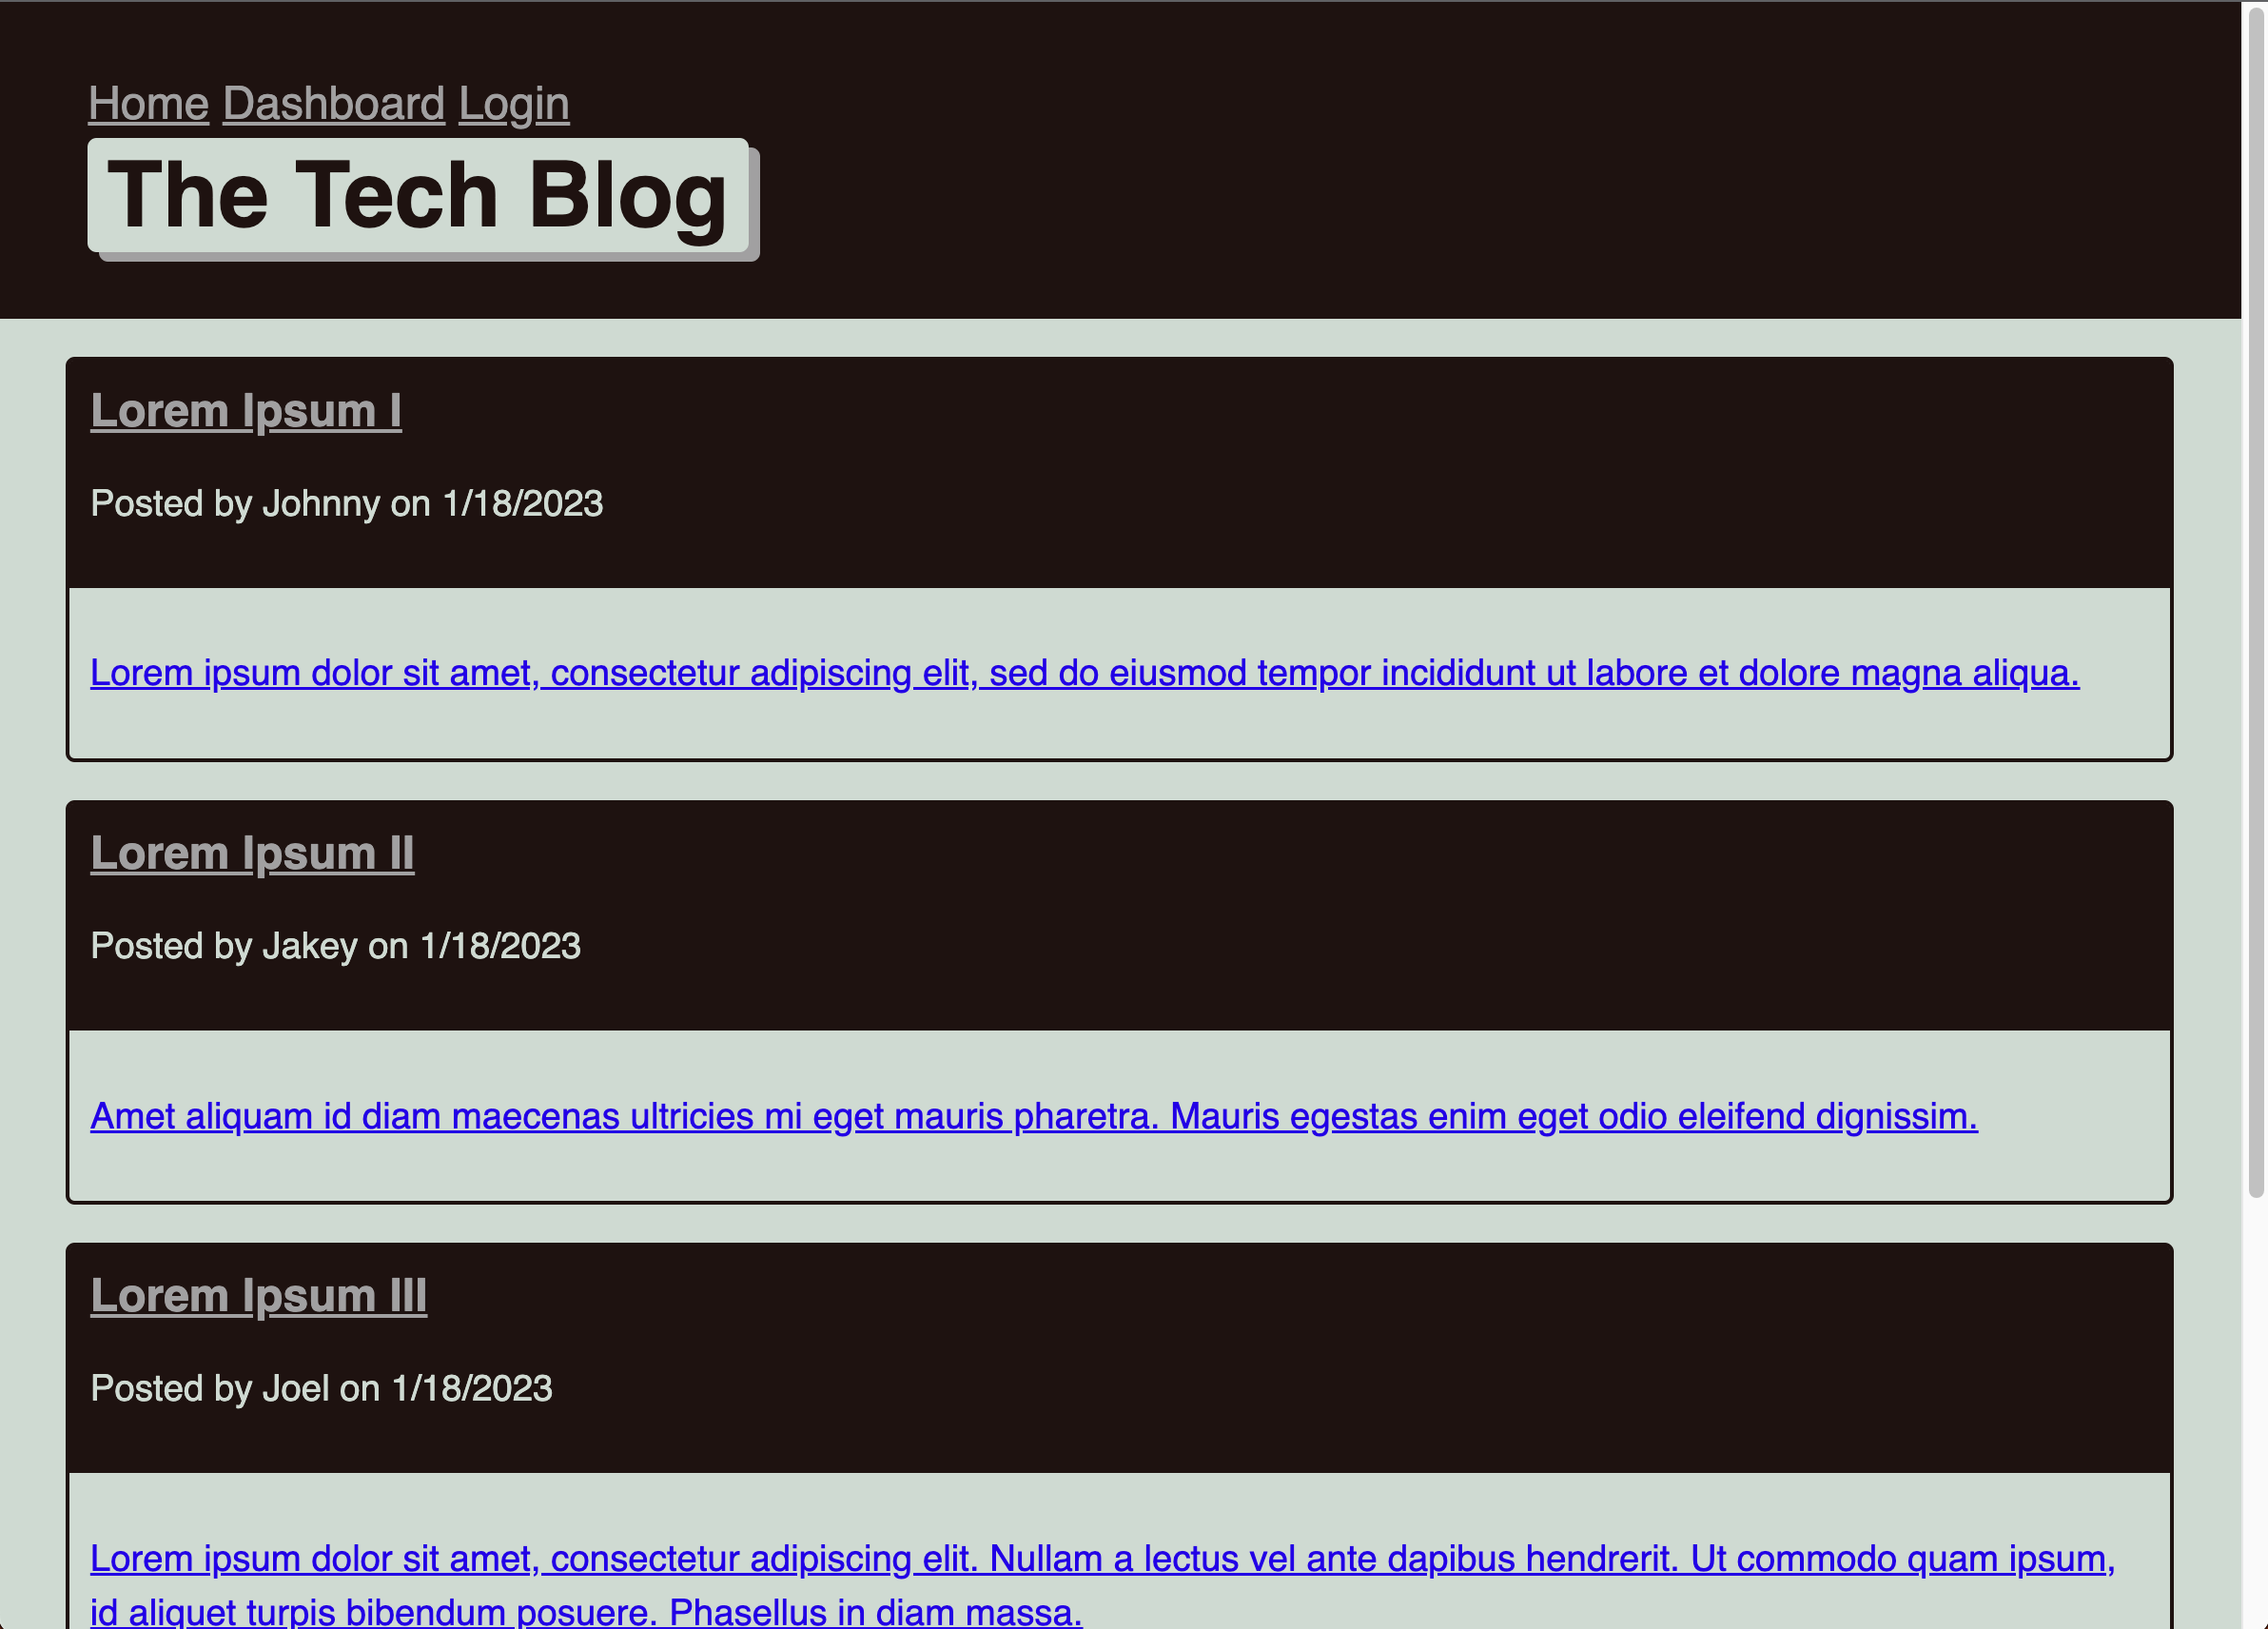 Home Dashboard Login
The Tech Blog
Lorem Ipsum I
Posted by Johnny on 1/18/2023
Lorem ipsum dolor sit amet, consectetur adipiscing elit, sed do eiusmod tempor incididunt ut labore et dolore magna aliqua.
Lorem Ipsum II
Posted by Jakey on 1/18/2023
Amet aliquam id diam maecenas ultricies mi eget mauris pharetra. Mauris egestas enim eget odio eleifend dignissim.
Lorem Ipsum III
Posted by Joel on 1/18/2023
Lorem ipsum dolor sit amet, consectetur adipiscing elit. Nullam a lectus vel ante dapibus hendrerit. Ut commodo quam ipsum,
id aliquet turpis bibendum posuere. Phasellus in diam massa.